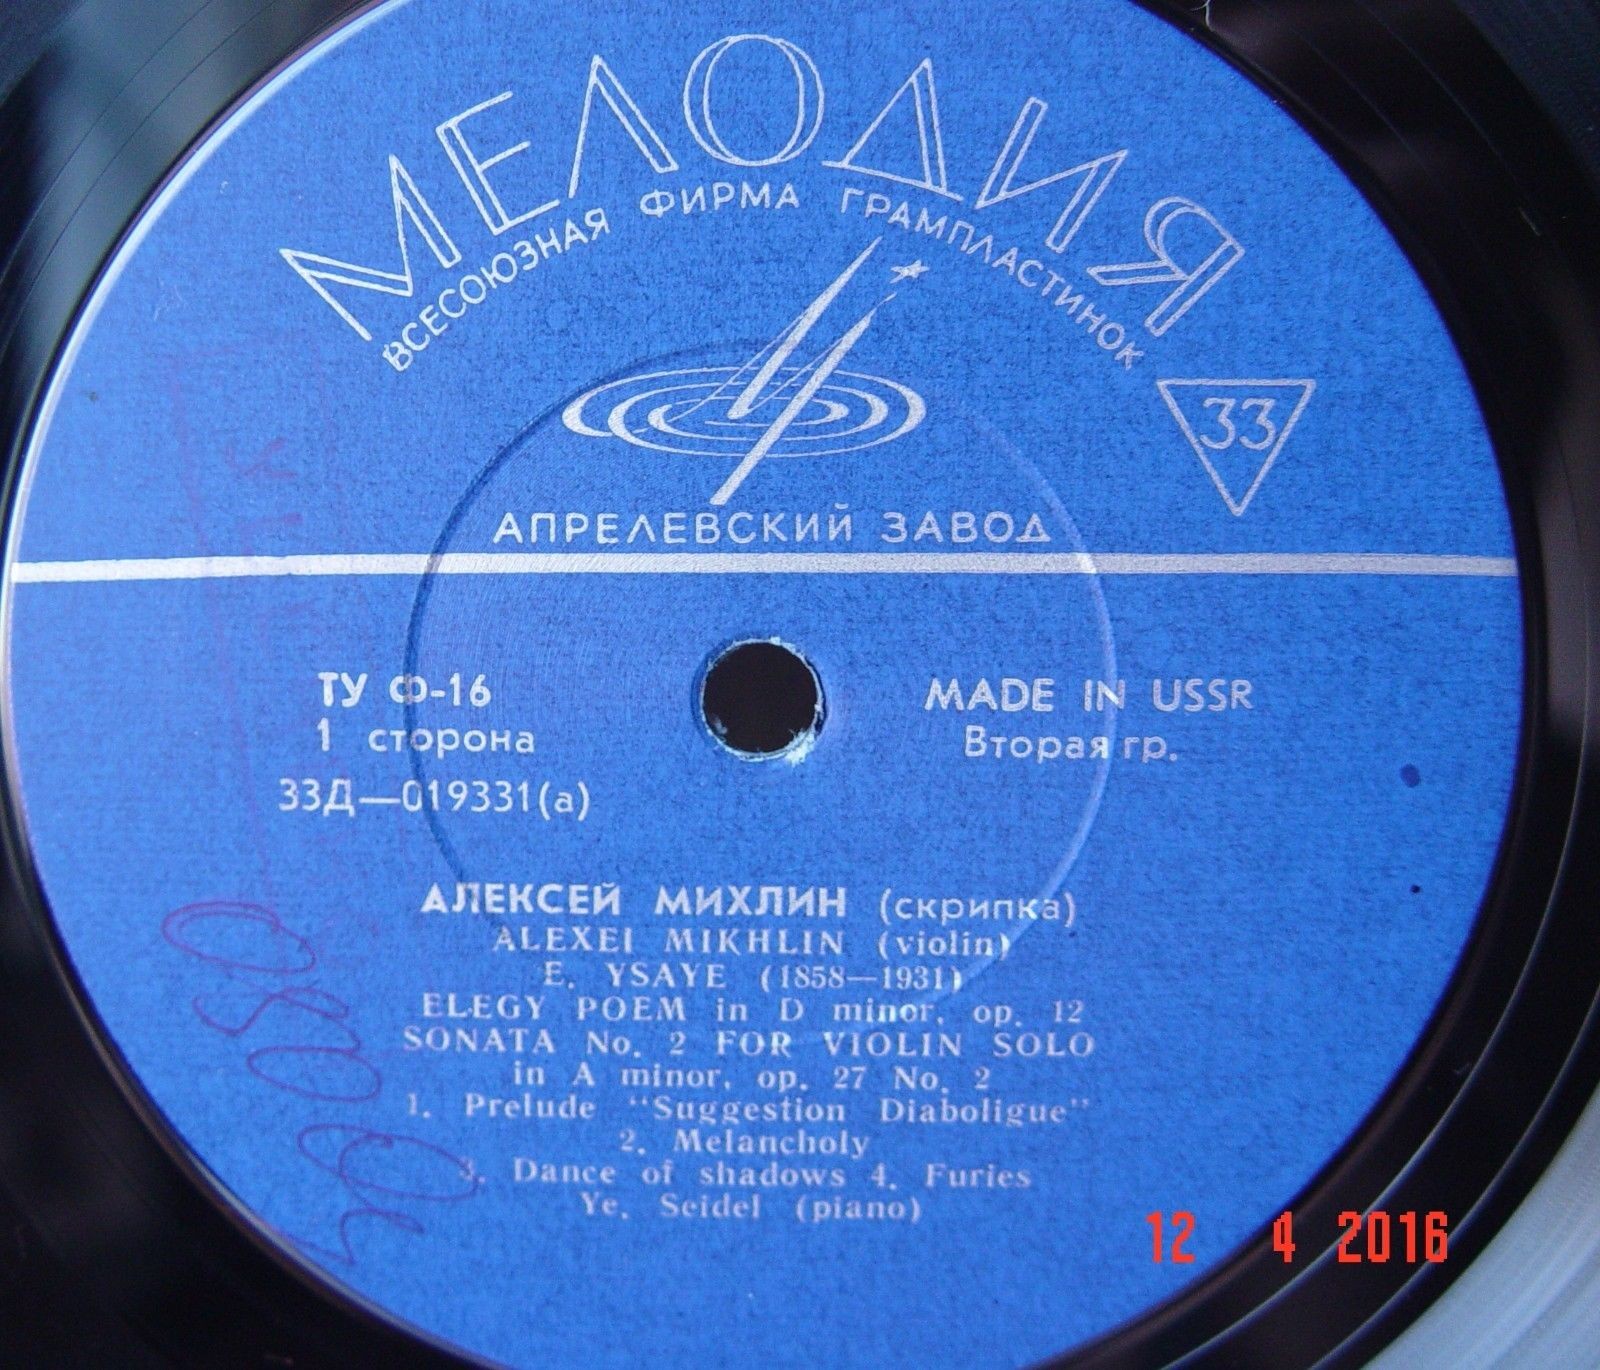 МЕЛОДИЯ
ВСЕСОЮЗНАЯ ФИРМА ГРАМПЛАСТИНОК
33
АПРЕЛЕВСКИЙ ЗАВОД
ТУ Ф-16
1 сторона
33Д—019331(а)
MADE IN USSR
Вторая гр.
АЛЕКСЕЙ МИХЛИН (скрипка)
ALEXEI MIKHLIN (violin)
E. YSAYE (1858—1931)
ELEGY POEM in D minor, op. 12
SONATA No. 2 FOR VIOLIN SOLO
in A minor, op. 27 No. 2
1. Prelude "Suggestion Diaboligue"
2. Melancholy
3. Dance of shadows 4. Furies
Ye. Seidel (piano)
12 4 2016